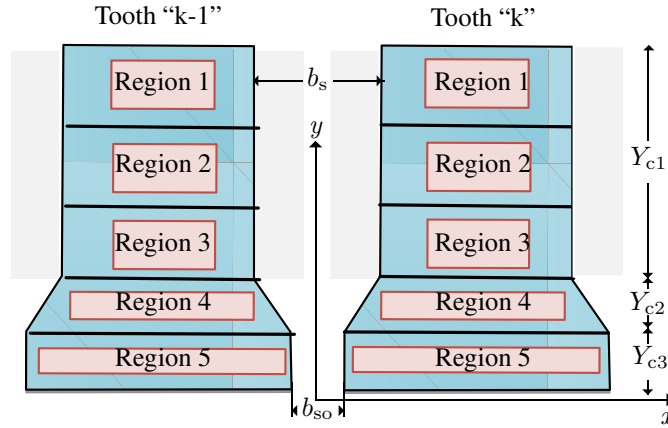 Tooth “k-1”
Tooth “k”
Region 1
b_s
Region 1
y
Region 2
Region 2
Y_c1
Region 3
Region 3
Region 4
Region 4
Y_c2
Region 5
Region 5
Y_c3
b_so
x